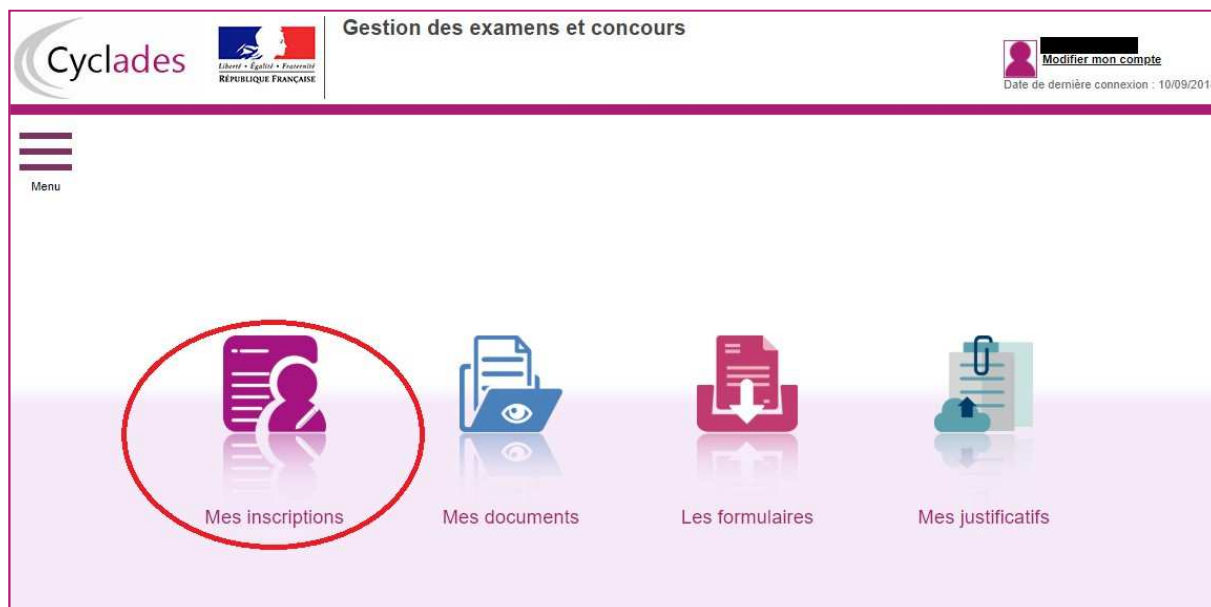 Cyclades
Liberté • Égalité • Fraternité
RÉPUBLIQUE FRANÇAISE
Gestion des examens et concours
Modifier mon compte
Date de dernière connexion : 10/09/201
Menu
Mes inscriptions
Mes documents
Les formulaires
Mes justificatifs